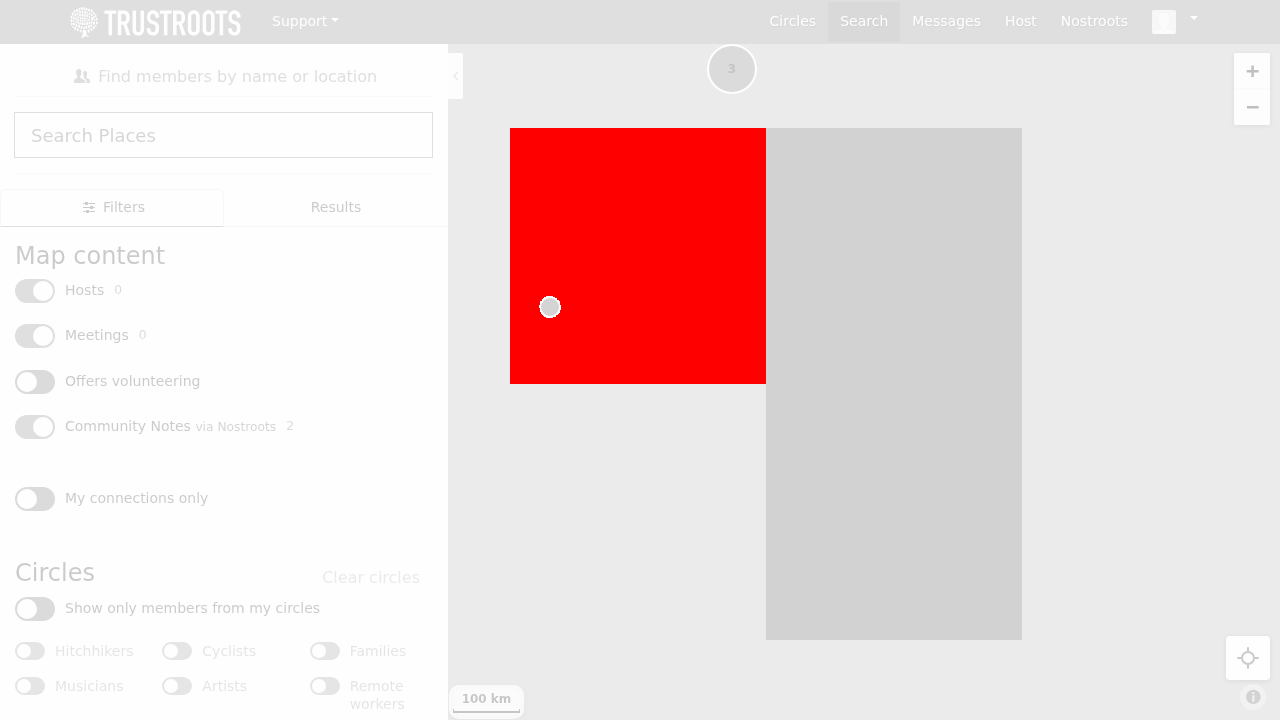 TRUSTROOTS
Support
Circles
Search
Messages
Host
Nostroots
Find members by name or location
Search Places
Filters
Results
Map content
Hosts 0
Meetings 0
Offers volunteering
Community Notes via Nostroots 2
My connections only
Circles
Clear circles
Show only members from my circles
Hitchhikers
Cyclists
Families
Musicians
Artists
Remote
workers
3
+
−
100 km